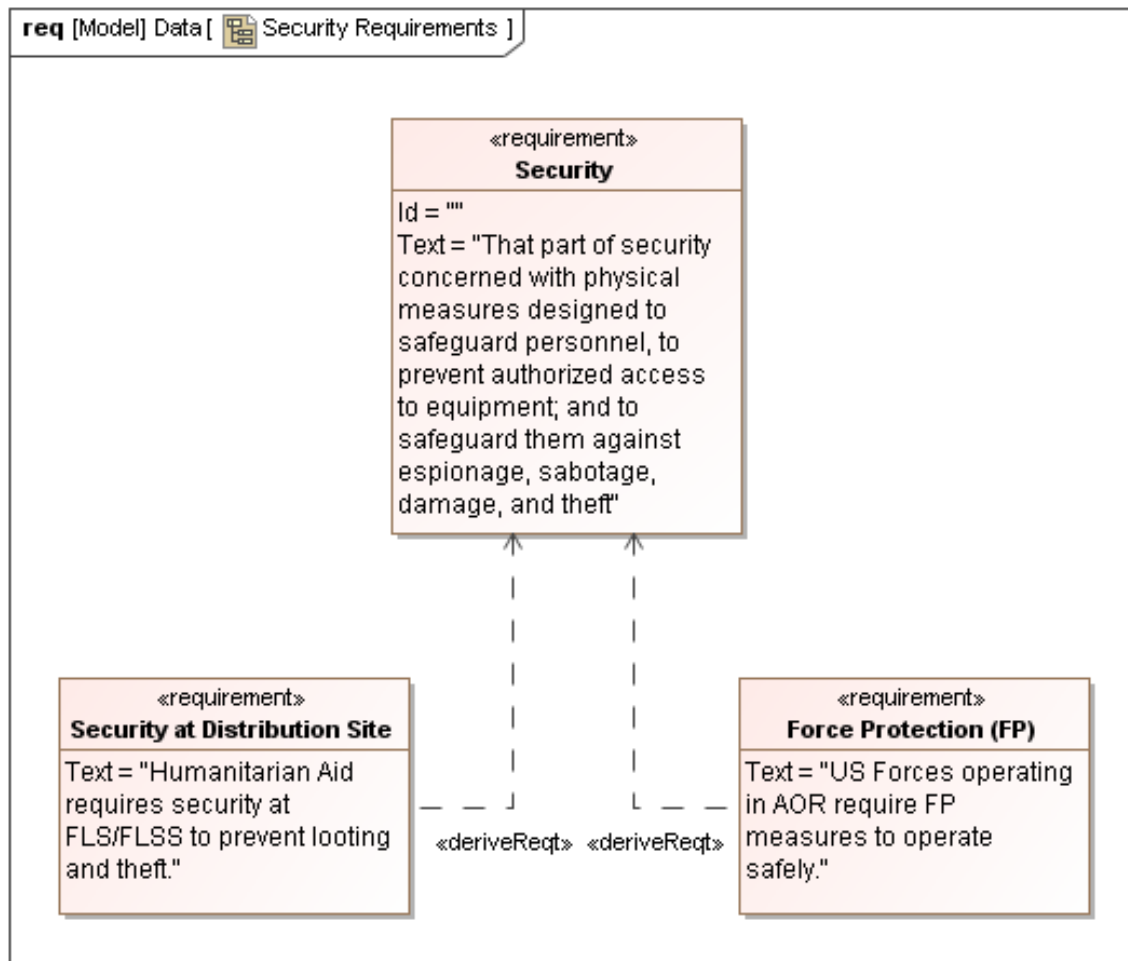 req [Model] Data [ Security Requirements ]
«requirement»
Security
Id = ""
Text = "That part of security
concerned with physical
measures designed to
safeguard personnel, to
prevent authorized access
to equipment; and to
safeguard them against
espionage, sabotage,
damage, and theft"
«requirement»
Security at Distribution Site
Text = "Humanitarian Aid
requires security at
FLS/FLSS to prevent looting
and theft."
«deriveReqt» «deriveReqt»
«requirement»
Force Protection (FP)
Text = "US Forces operating
in AOR require FP
measures to operate
safely."